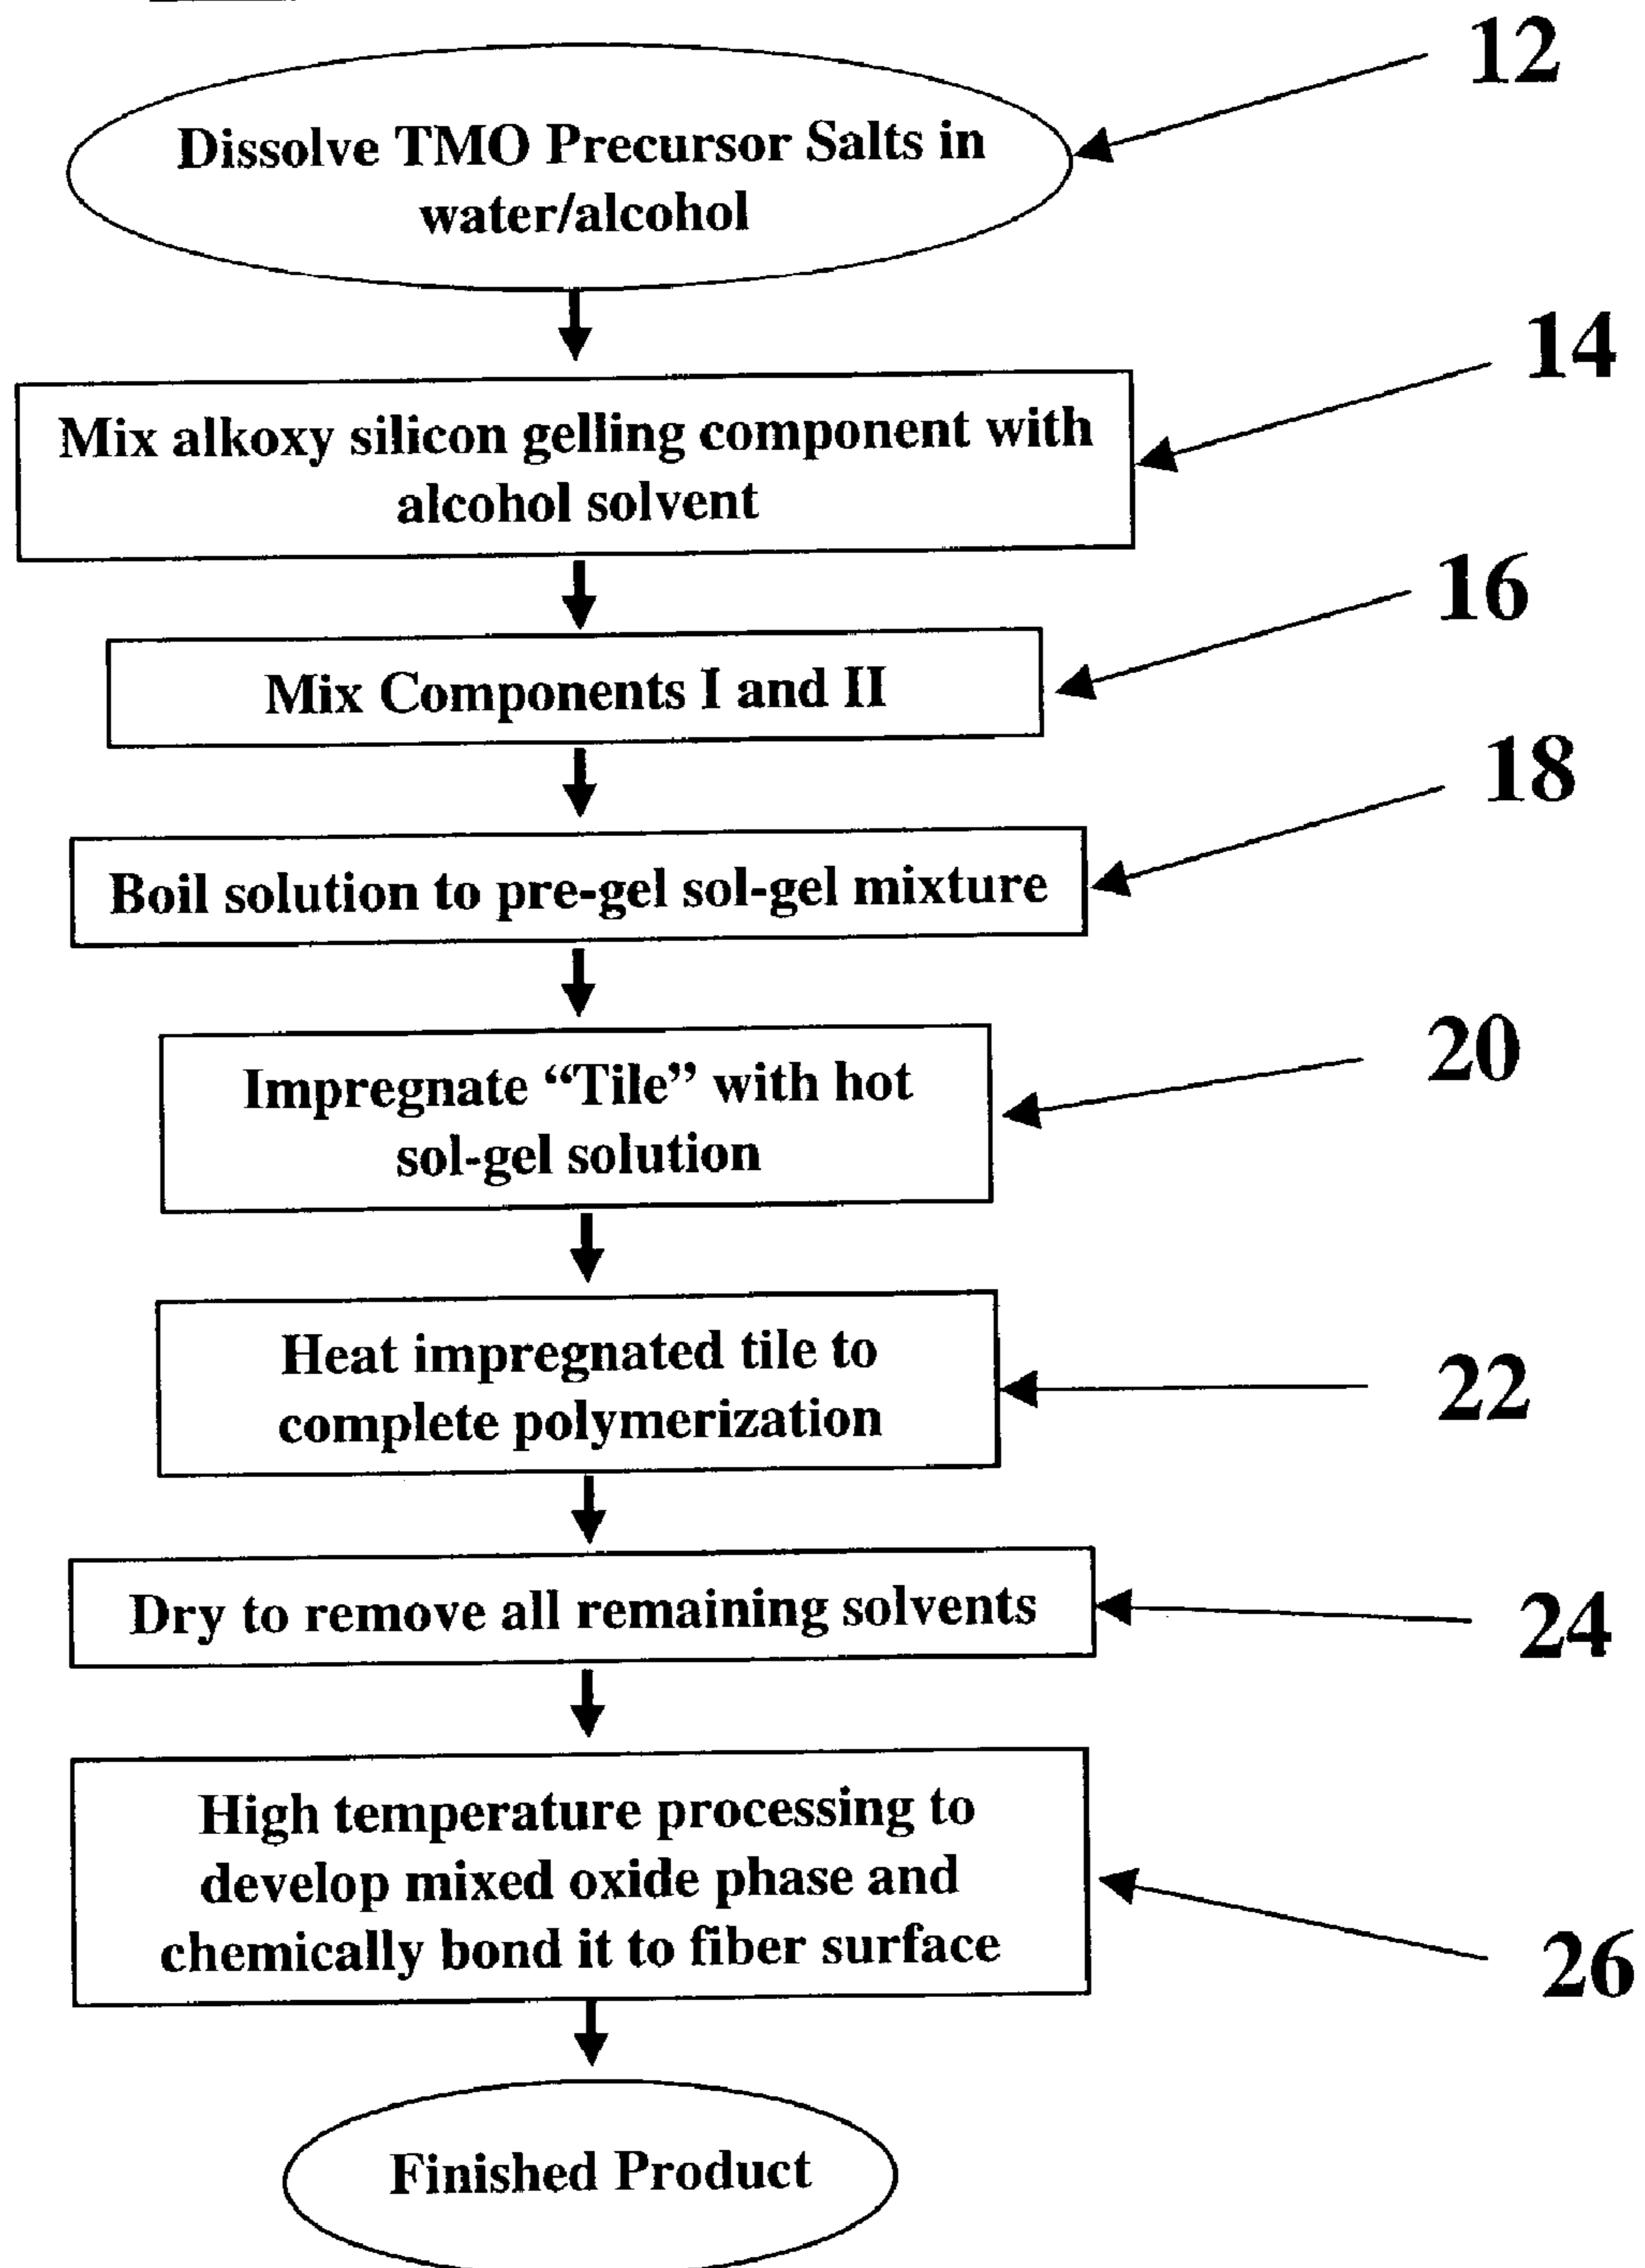 12
Dissolve TMO Precursor Salts in
water/alcohol
14
Mix alkoxy silicon gelling component with
alcohol solvent
16
Mix Components I and II
18
Boil solution to pre-gel sol-gel mixture
20
Impregnate “Tile” with hot
sol-gel solution
22
Heat impregnated tile to
complete polymerization
24
Dry to remove all remaining solvents
26
High temperature processing to
develop mixed oxide phase and
chemically bond it to fiber surface
Finished Product